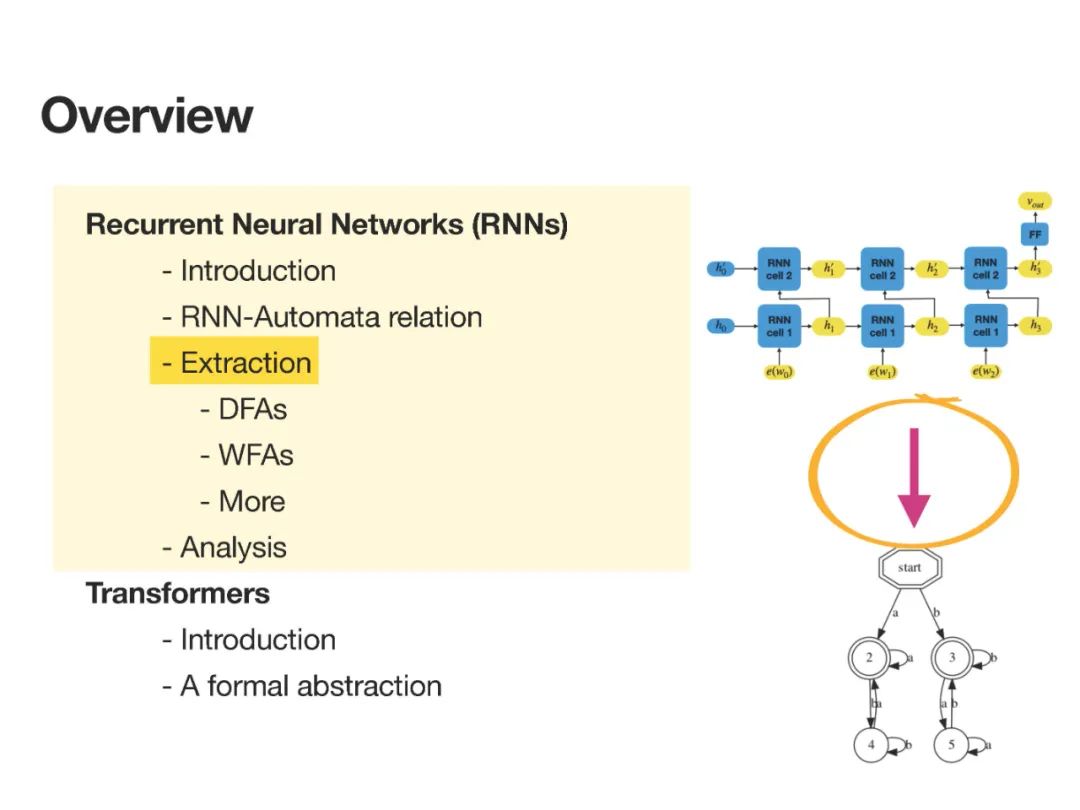 Overview
Recurrent Neural Networks (RNNs)
- Introduction
- RNN-Automata relation
- Extraction
- DFAs
- WFAs
- More
- Analysis
Transformers
- Introduction
- A formal abstraction
v_out
FF
h'_0 RNN cell 2 h'_1 RNN cell 2 h'_2 RNN cell 2 h'_3
h_0 RNN cell 1 h_1 RNN cell 1 h_2 RNN cell 1 h_3
e(w_0) e(w_1) e(w_2)
start
a b
2 a 3 b
b a a b
4 b 5 a